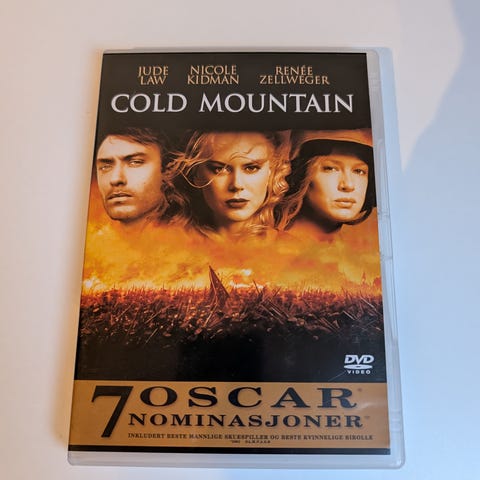 JUDE NICOLE RENÉE
LAW KIDMAN ZELLWEGER
COLD MOUNTAIN
DVD
VIDEO
7 OSCAR®
NOMINASJONER*
INKLUDERT BESTE MANNLIGE SKUESPILLER OG BESTE KVINNELIGE BIROLLE